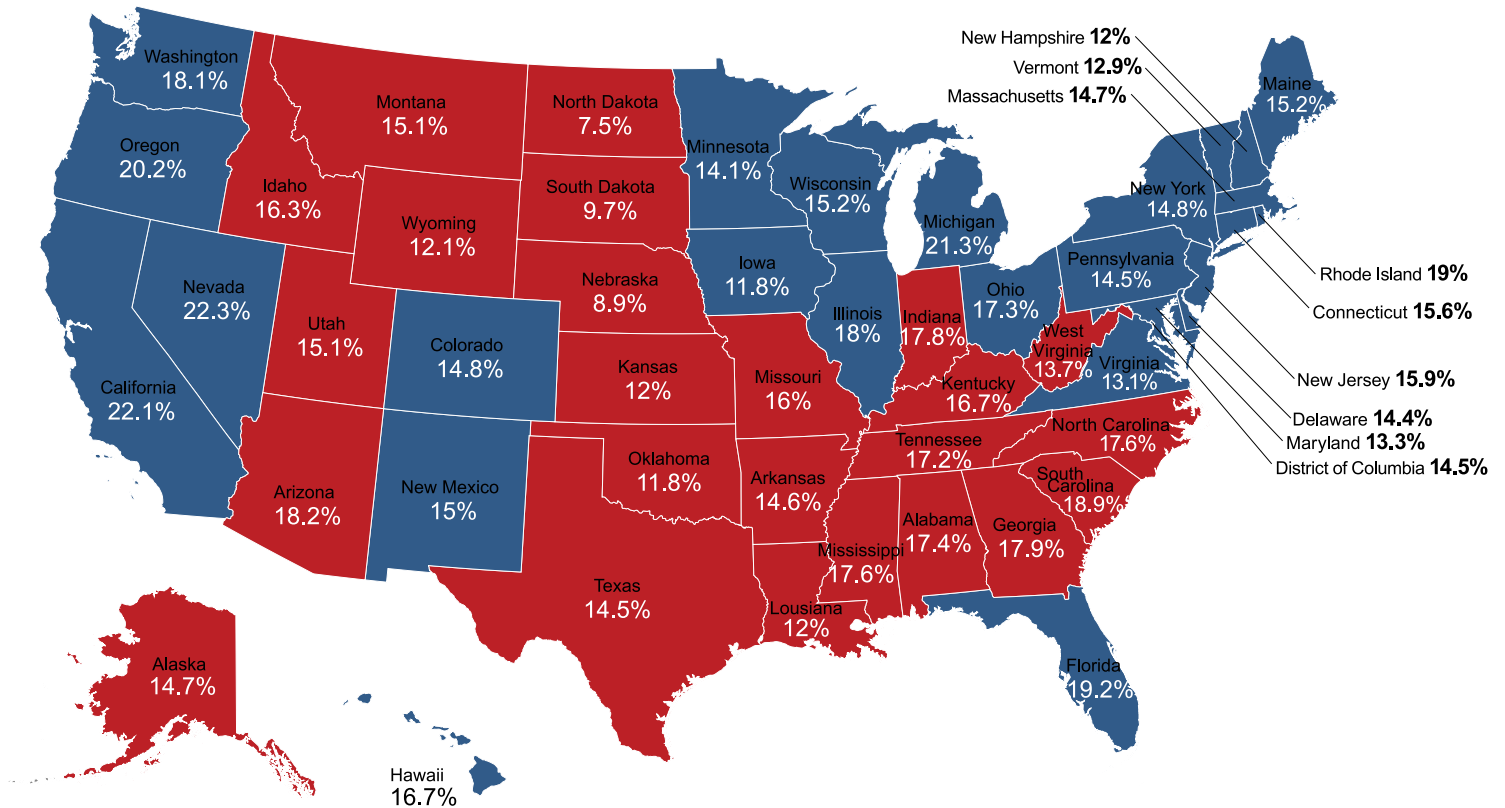 Washington
18.1%
Oregon
20.2%
California
22.1%
Nevada
22.3%
Idaho
16.3%
Montana
15.1%
Wyoming
12.1%
Utah
15.1%
Colorado
14.8%
Arizona
18.2%
New Mexico
15%
North Dakota
7.5%
South Dakota
9.7%
Nebraska
8.9%
Kansas
12%
Oklahoma
11.8%
Texas
14.5%
Minnesota
14.1%
Iowa
11.8%
Missouri
16%
Arkansas
14.6%
Lousiana
12%
Wisconsin
15.2%
Illinois
18%
Michigan
21.3%
Indiana
17.8%
Ohio
17.3%
Kentucky
16.7%
Tennessee
17.2%
Mississippi
17.6%
Alabama
17.4%
Georgia
17.9%
Florida
19.2%
South
Carolina
18.9%
North Carolina
17.6%
West
Virginia
13.7%
Virginia
13.1%
Pennsylvania
14.5%
New York
14.8%
Maine
15.2%
New Hampshire 12%
Vermont 12.9%
Massachusetts 14.7%
Rhode Island 19%
Connecticut 15.6%
New Jersey 15.9%
Delaware 14.4%
Maryland 13.3%
District of Columbia 14.5%
Alaska
14.7%
Hawaii
16.7%